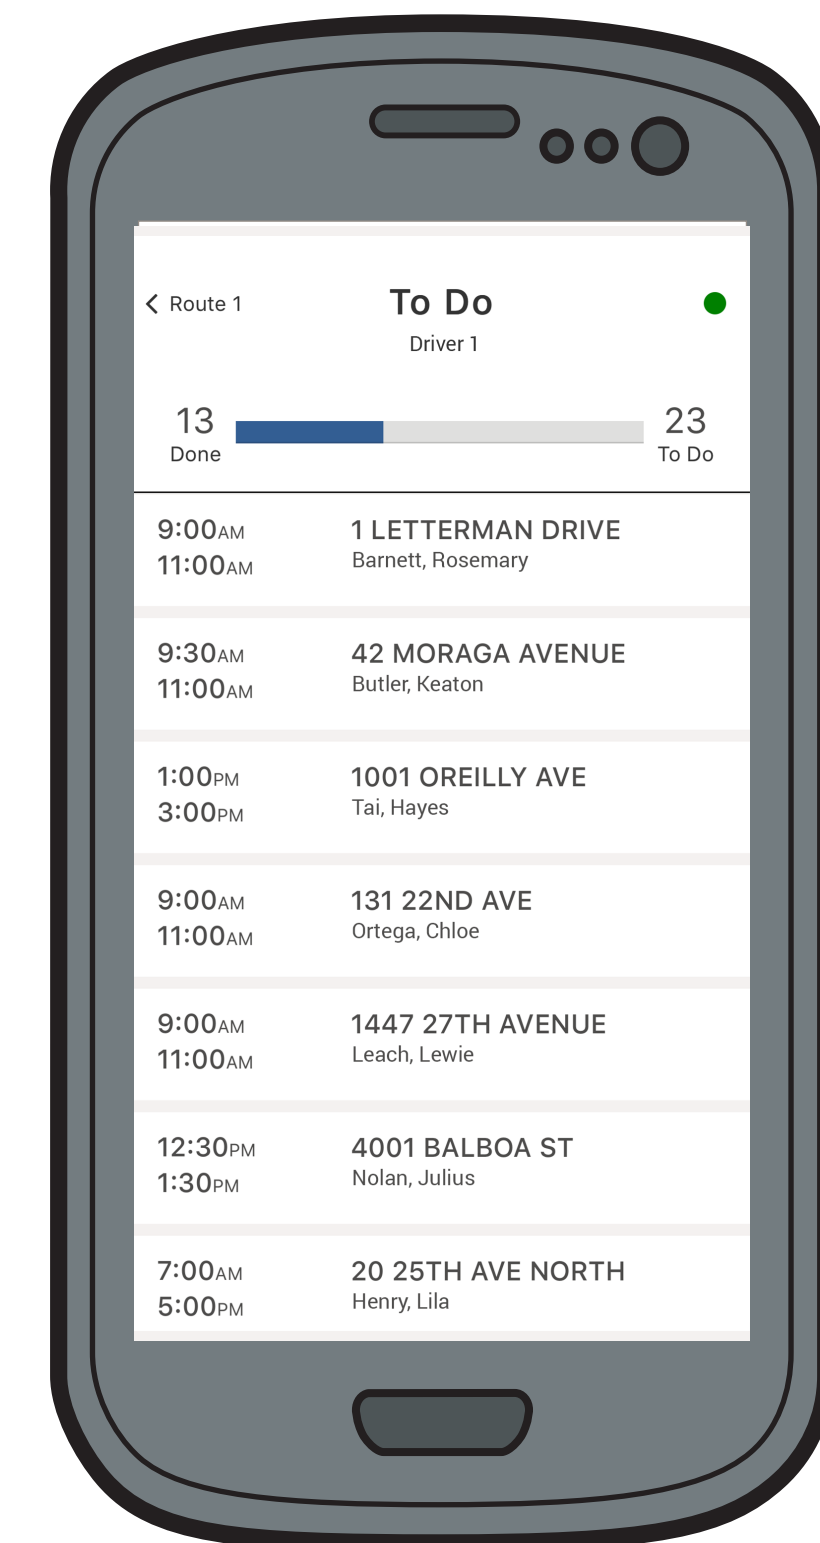 Route 1
To Do
Driver 1
13
Done
23
To Do
9:00AM
11:00AM
1 LETTERMAN DRIVE
Barnett, Rosemary
9:30AM
11:00AM
42 MORAGA AVENUE
Butler, Keaton
1:00PM
3:00PM
1001 OREILLY AVE
Tai, Hayes
9:00AM
11:00AM
131 22ND AVE
Ortega, Chloe
9:00AM
11:00AM
1447 27TH AVENUE
Leach, Lewie
12:30PM
1:30PM
4001 BALBOA ST
Nolan, Julius
7:00AM
5:00PM
20 25TH AVE NORTH
Henry, Lila